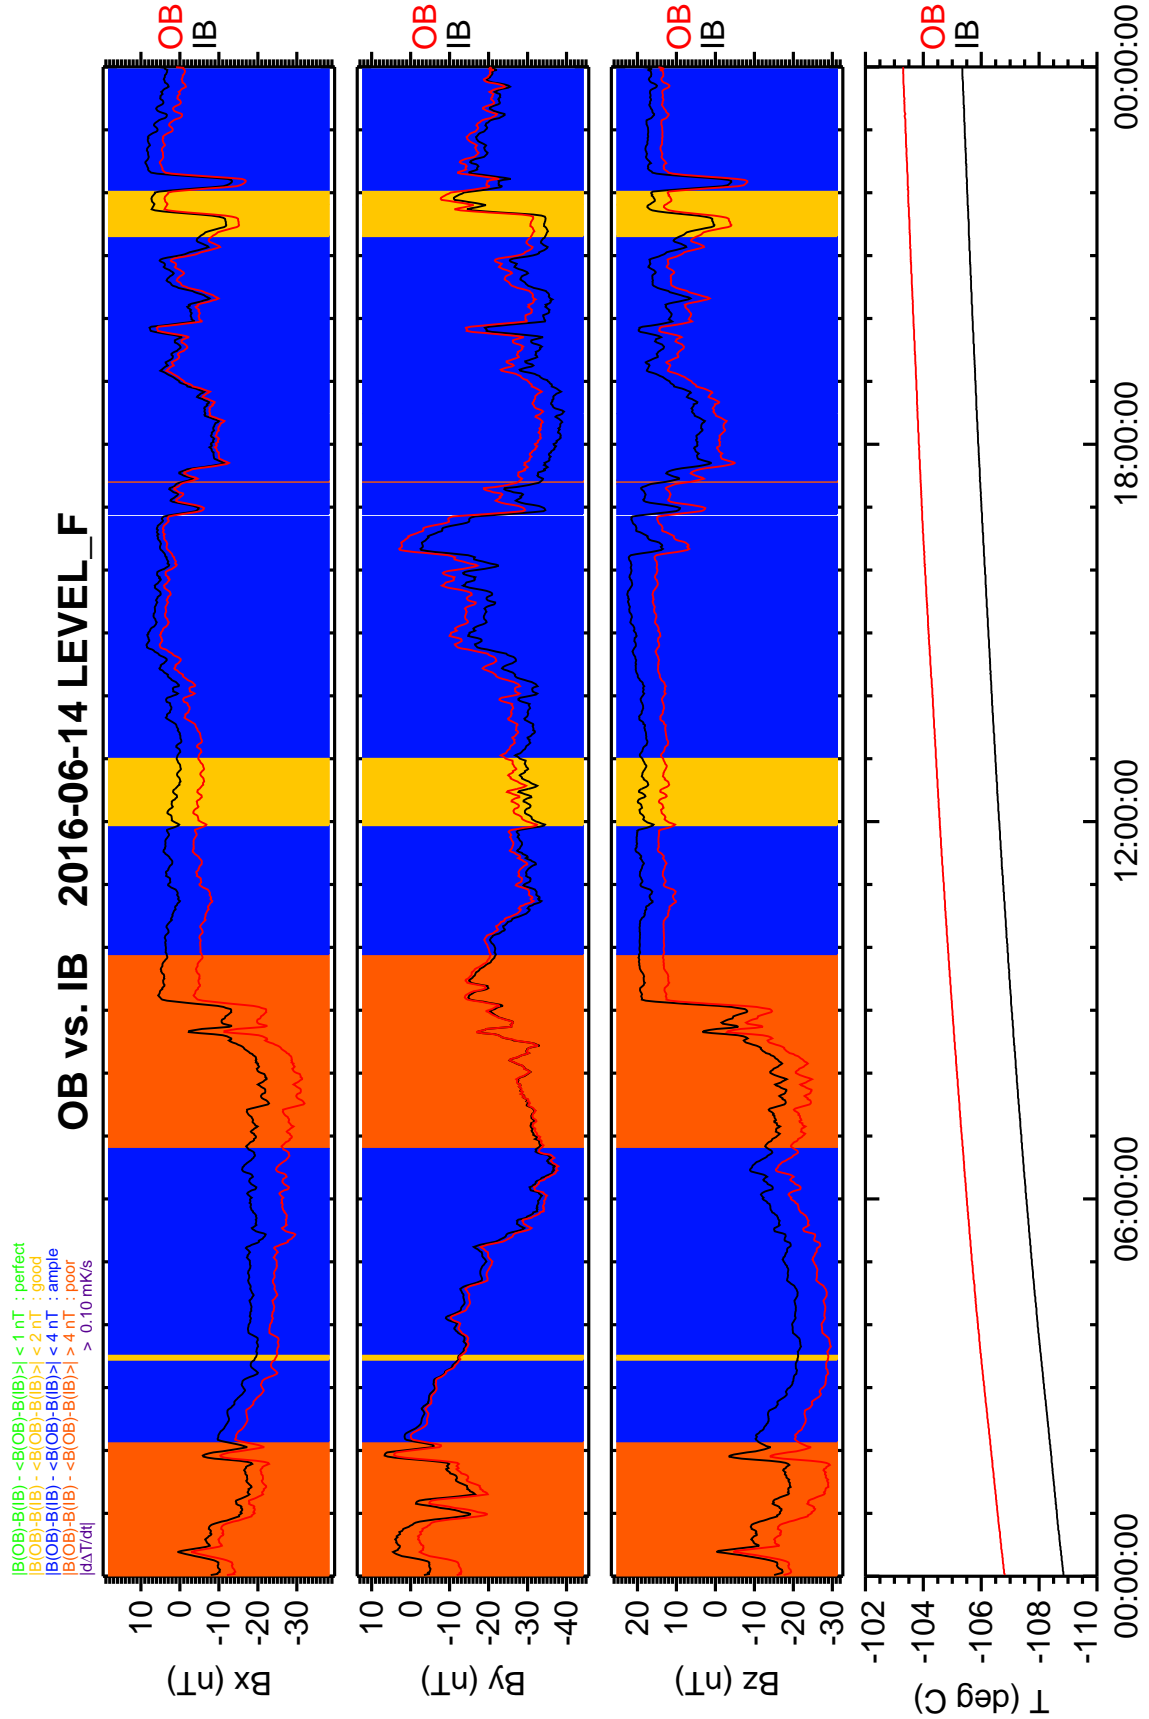 |B(OB)-B(IB) - <B(OB)-B(IB)>| < 1 nT : perfect
|B(OB)-B(IB) - <B(OB)-B(IB)>| < 2 nT : good
|B(OB)-B(IB) - <B(OB)-B(IB)>| < 4 nT : ample
|B(OB)-B(IB) - <B(OB)-B(IB)>| > 4 nT : poor
|dΔT/dt| > 0.10 mK/s
OB vs. IB 2016-06-14 LEVEL_F
Bx (nT)
10
0
-10
-20
-30
OB
IB
By (nT)
10
0
-10
-20
-30
-40
OB
IB
Bz (nT)
20
10
0
-10
-20
-30
OB
IB
T (deg C)
-102
-104
-106
-108
-110
OB
IB
00:00:00
06:00:00
12:00:00
18:00:00
00:00:00